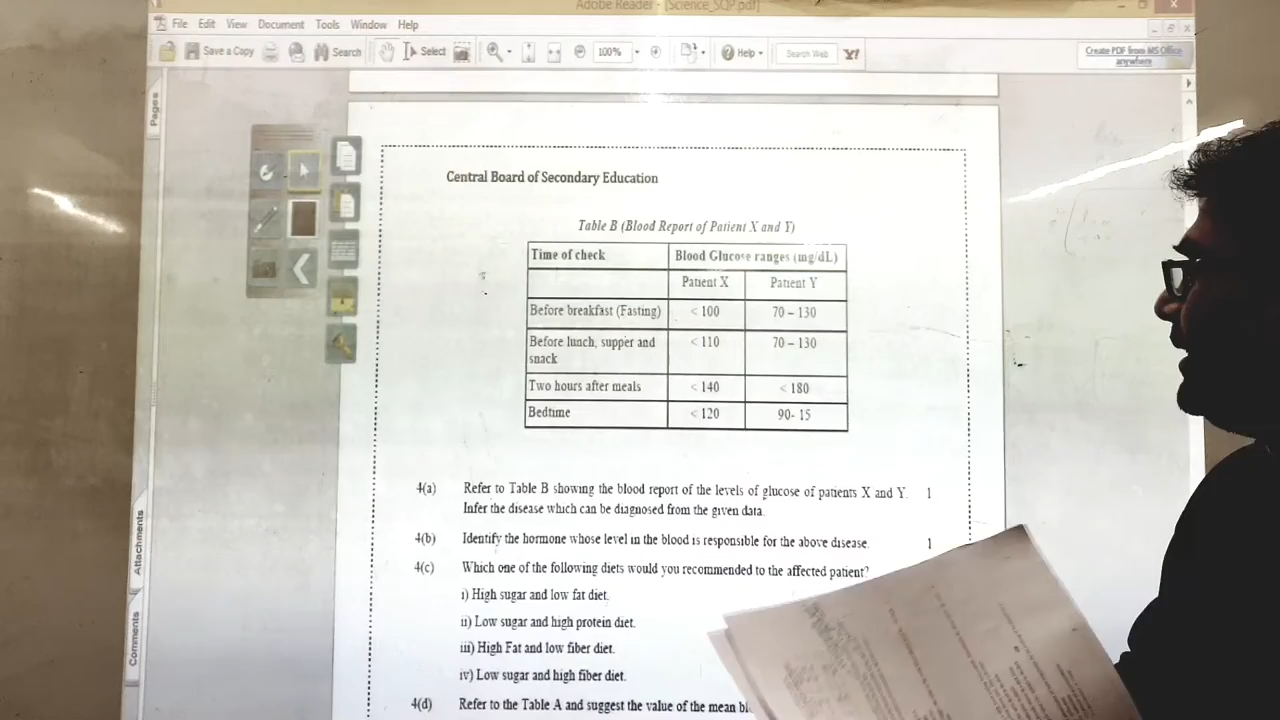 Adobe Reader - [Science_SQP.pdf]
File Edit View Document Tools Window Help
Save a Copy Search Select 100% Help Search Web Y!
Create PDF from MS Office
anywhere
Pages
Central Board of Secondary Education
Table B (Blood Report of Patient X and Y)
Time of check Blood Glucose ranges (mg/dL)
Patient X Patient Y
Before breakfast (Fasting) < 100 70 – 130
Before lunch, supper and < 110 70 – 130
snack
Two hours after meals < 140 < 180
Bedtime < 120 90- 15
4(a) Refer to Table B showing the blood report of the levels of glucose of patients X and Y. 1
Infer the disease which can be diagnosed from the given data.
4(b) Identify the hormone whose level in the blood is responsible for the above disease. 1
4(c) Which one of the following diets would you recommended to the affected patient?
i) High sugar and low fat diet.
ii) Low sugar and high protein diet.
iii) High Fat and low fiber diet.
iv) Low sugar and high fiber diet.
4(d) Refer to the Table A and suggest the value of the mean
Attachments
Comments